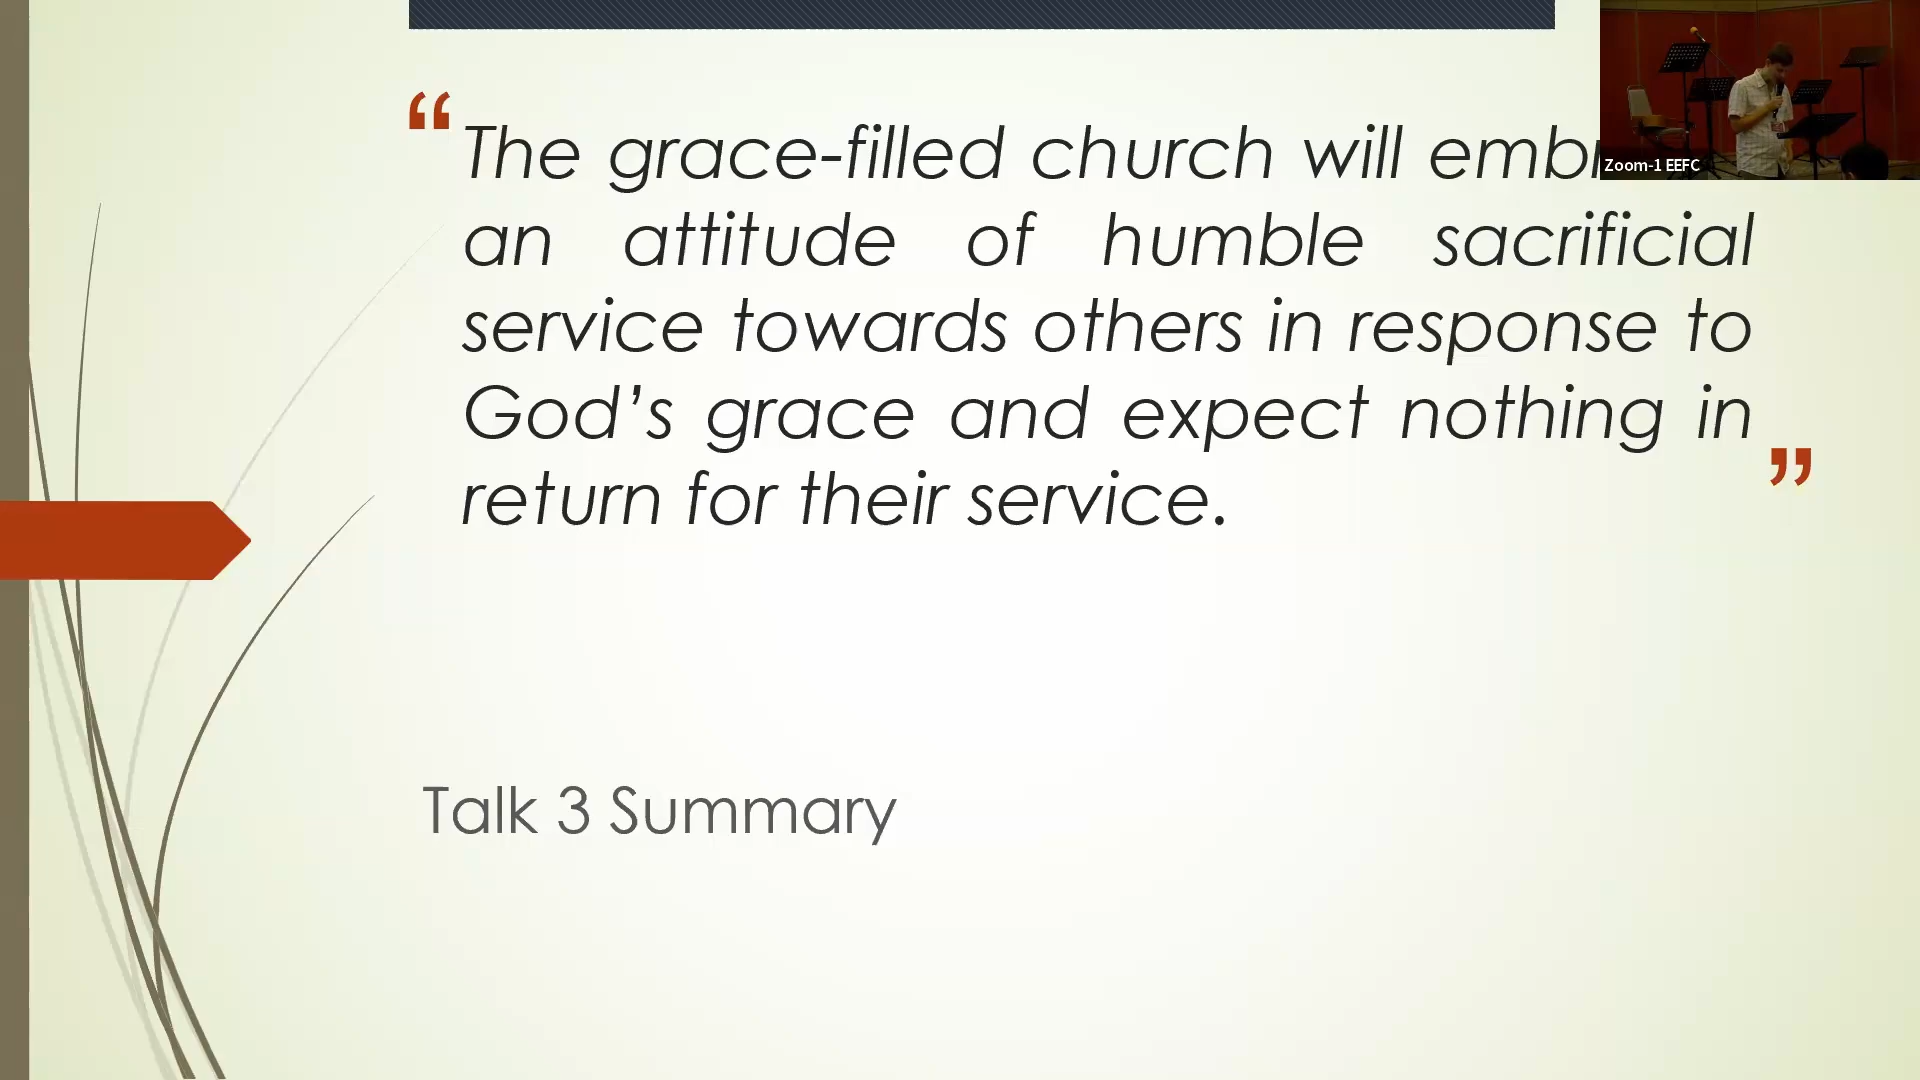 “The grace-filled church will
an attitude of humble sacrificial
service towards others in response to
God’s grace and expect nothing in
return for their service.”
Talk 3 Summary
Zoom-1 EEFC